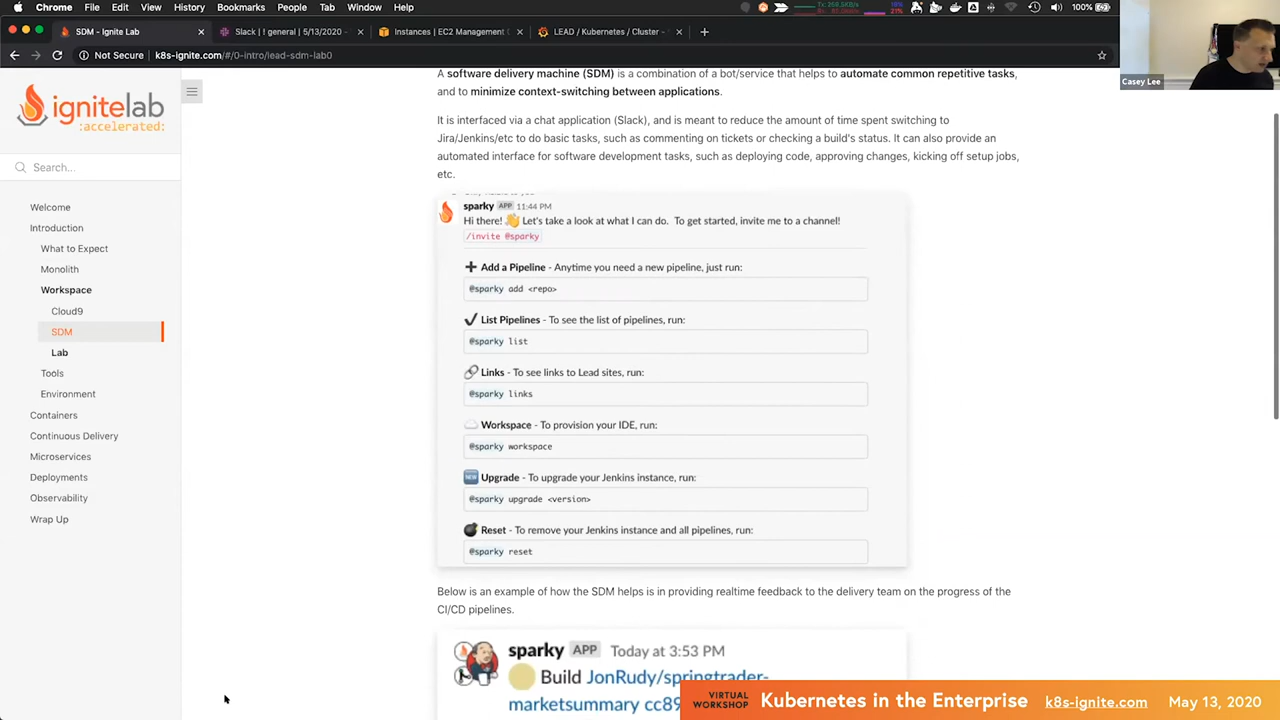 Chrome File Edit View History Bookmarks People Tab Window Help
100%
SDM - Ignite Lab
Slack | ! general | 5/13/2020 -
Instances | EC2 Management C
LEAD / Kubernetes / Cluster -
Not Secure
k8s-ignite.com/#/0-intro/lead-sdm-lab0
Casey Lee
ignitelab
:accelerated:
Search...
Welcome
Introduction
What to Expect
Monolith
Workspace
Cloud9
SDM
Lab
Tools
Environment
Containers
Continuous Delivery
Microservices
Deployments
Observability
Wrap Up
A software delivery machine (SDM) is a combination of a bot/service that helps to automate common repetitive tasks,
and to minimize context-switching between applications.
It is interfaced via a chat application (Slack), and is meant to reduce the amount of time spent switching to
Jira/Jenkins/etc to do basic tasks, such as commenting on tickets or checking a build's status. It can also provide an
automated interface for software development tasks, such as deploying code, approving changes, kicking off setup jobs,
etc.
sparky APP 11:44 PM
Hi there! 👋 Let's take a look at what I can do. To get started, invite me to a channel!
/invite @sparky
➕ Add a Pipeline - Anytime you need a new pipeline, just run:
@sparky add <repo>
✔ List Pipelines - To see the list of pipelines, run:
@sparky list
🔗 Links - To see links to Lead sites, run:
@sparky links
☁ Workspace - To provision your IDE, run:
@sparky workspace
🆕 Upgrade - To upgrade your Jenkins instance, run:
@sparky upgrade <version>
💣 Reset - To remove your Jenkins instance and all pipelines, run:
@sparky reset
Below is an example of how the SDM helps is in providing realtime feedback to the delivery team on the progress of the
CI/CD pipelines.
sparky APP Today at 3:53 PM
Build JonRudy/springtrader-
marketsummary cc89
VIRTUAL
WORKSHOP
Kubernetes in the Enterprise
k8s-ignite.com
May 13, 2020